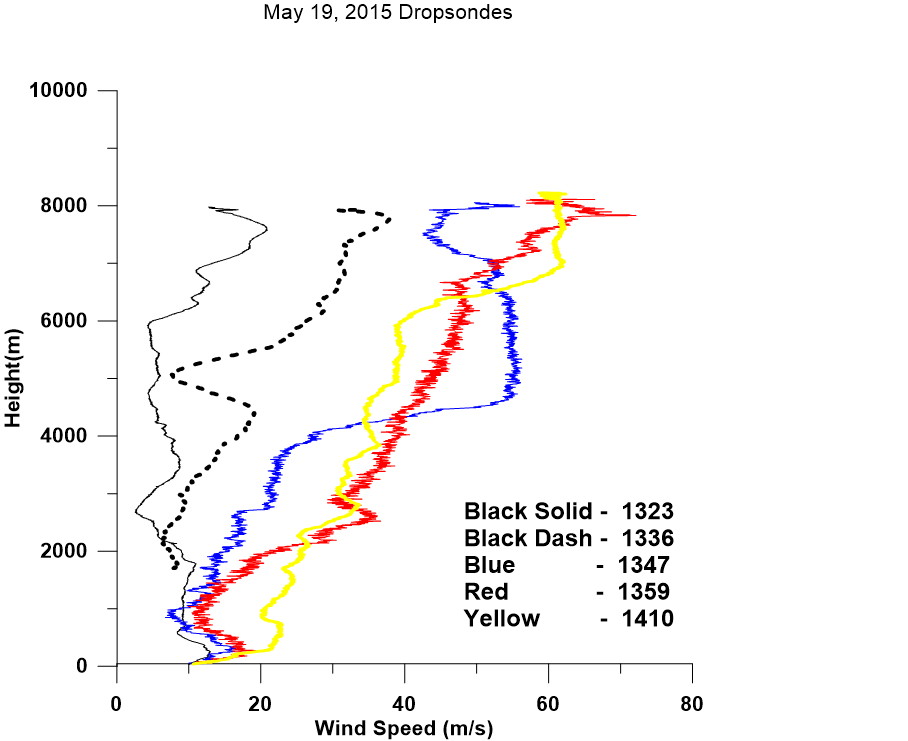 May 19, 2015 Dropsondes
10000
8000
6000
4000
2000
0
Height(m)
Black Solid - 1323
Black Dash - 1336
Blue - 1347
Red - 1359
Yellow - 1410
0 20 40 60 80
Wind Speed (m/s)